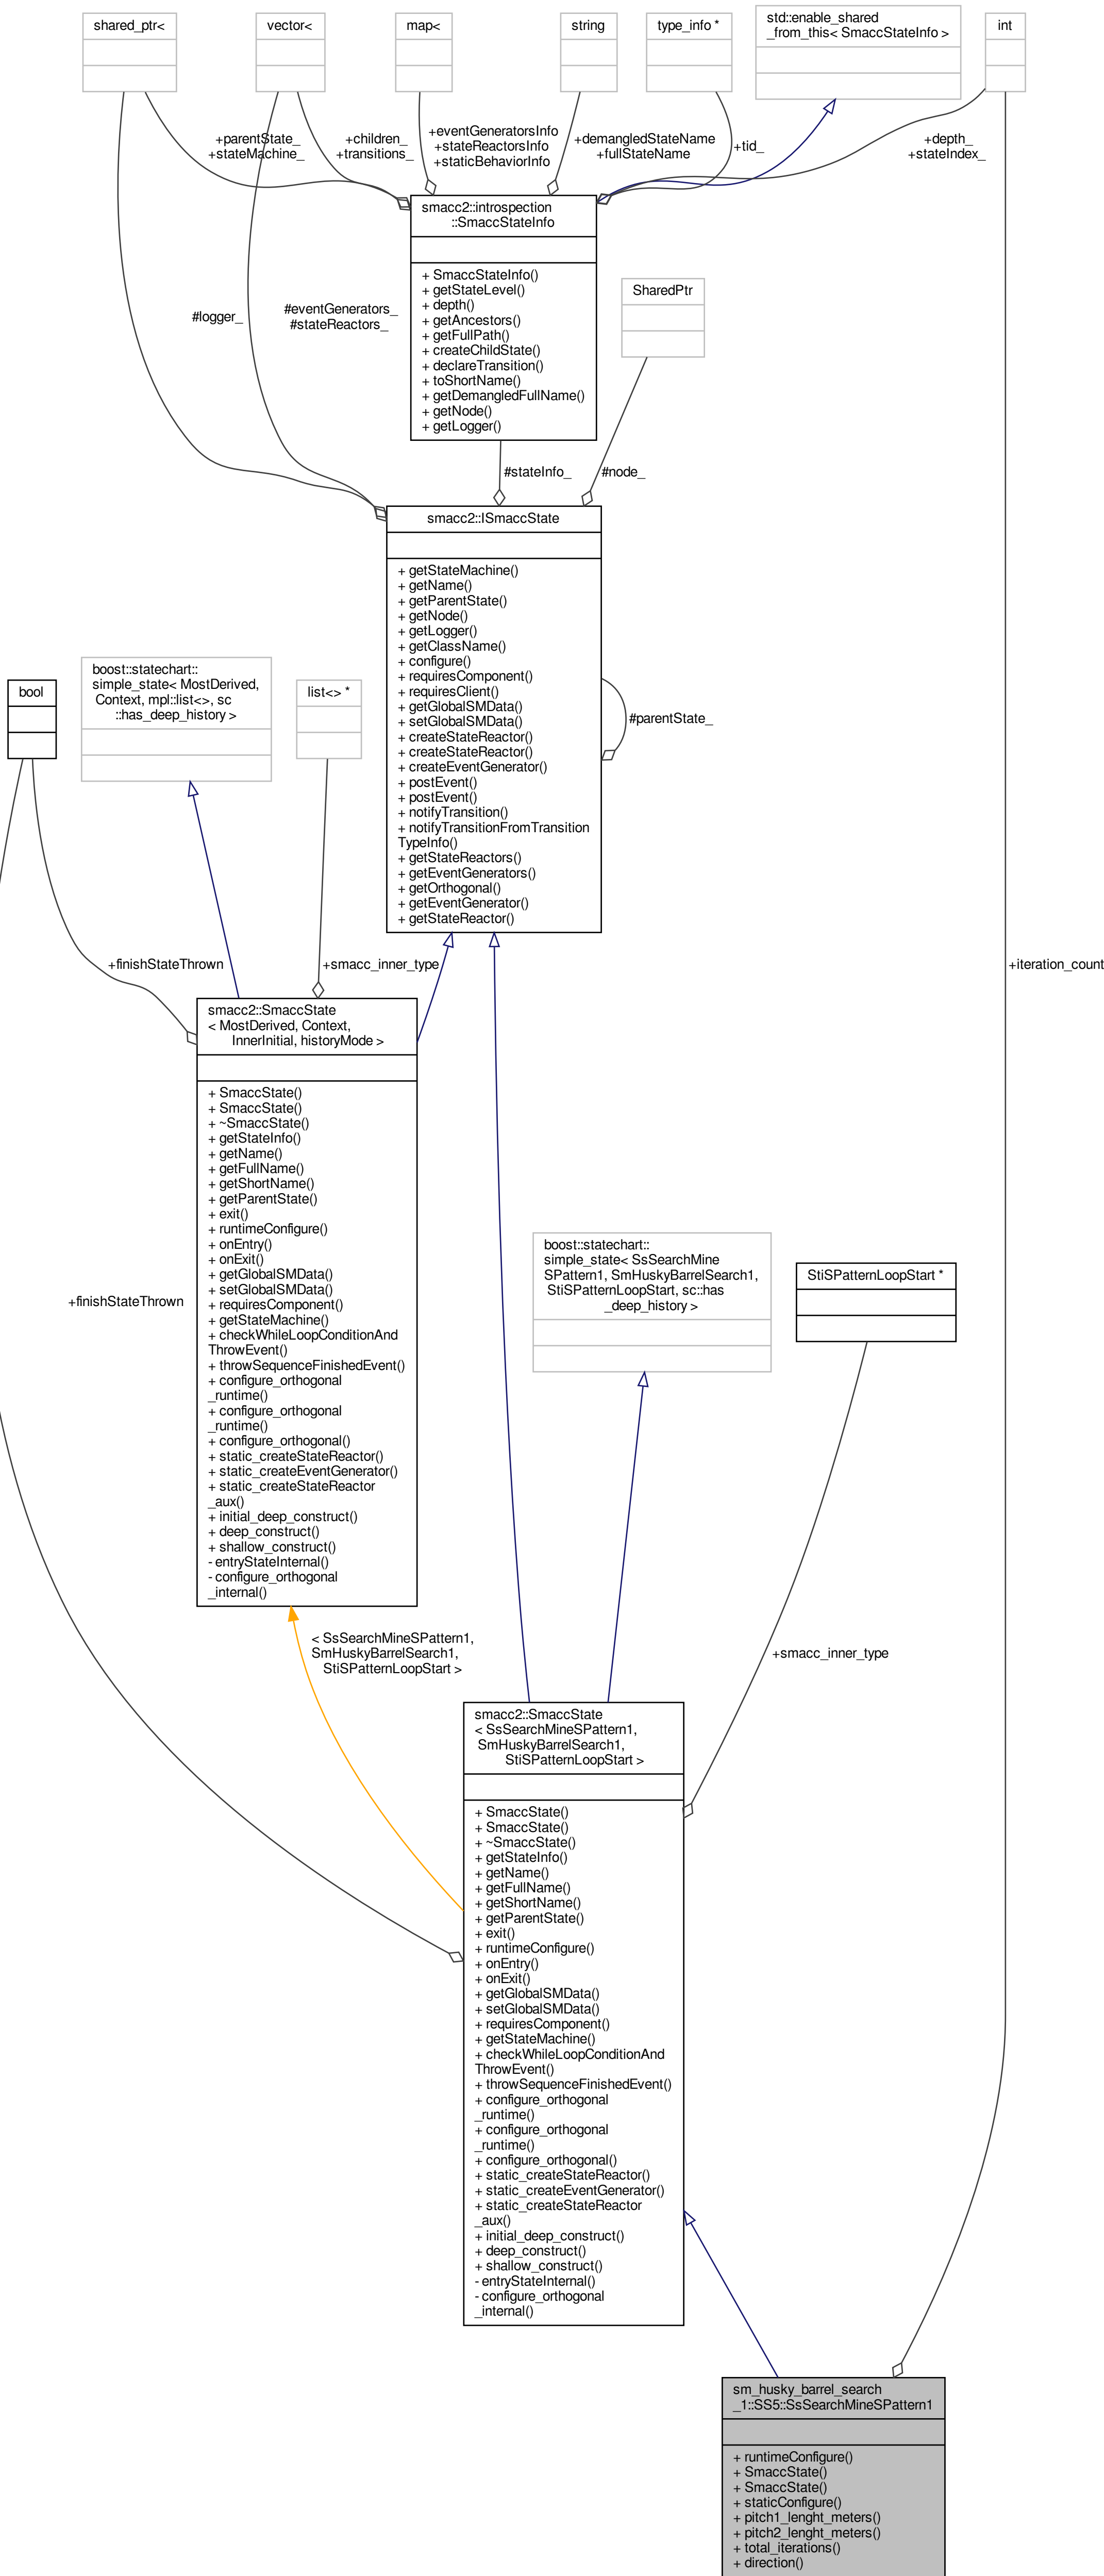 shared_ptr<
vector<
map<
string
type_info *
std::enable_shared
_from_this< SmaccStateInfo >
int
+parentState_
+stateMachine_
+children_
+transitions_
+eventGeneratorsInfo
+stateReactorsInfo
+staticBehaviorInfo
+demangledStateName
+fullStateName
+tid_
+depth_
+stateIndex_
smacc2::introspection
::SmaccStateInfo
+ SmaccStateInfo()
+ getStateLevel()
+ depth()
+ getAncestors()
+ getFullPath()
+ createChildState()
+ declareTransition()
+ toShortName()
+ getDemangledFullName()
+ getNode()
+ getLogger()
SharedPtr
#logger_
#eventGenerators_
#stateReactors_
#stateInfo_
#node_
smacc2::ISmaccState
+ getStateMachine()
+ getName()
+ getParentState()
+ getNode()
+ getLogger()
+ getClassName()
+ configure()
+ requiresComponent()
+ requiresClient()
+ getGlobalSMData()
+ setGlobalSMData()
+ createStateReactor()
+ createStateReactor()
+ createEventGenerator()
+ postEvent()
+ postEvent()
+ notifyTransition()
+ notifyTransitionFromTransition
TypeInfo()
+ getStateReactors()
+ getEventGenerators()
+ getOrthogonal()
+ getEventGenerator()
+ getStateReactor()
#parentState_
bool
boost::statechart::
simple_state< MostDerived,
Context, mpl::list<>, sc
::has_deep_history >
list<> *
+finishStateThrown
+smacc_inner_type
+iteration_count
smacc2::SmaccState
< MostDerived, Context,
InnerInitial, historyMode >
+ SmaccState()
+ SmaccState()
+ ~SmaccState()
+ getStateInfo()
+ getName()
+ getFullName()
+ getShortName()
+ getParentState()
+ exit()
+ runtimeConfigure()
+ onEntry()
+ onExit()
+ getGlobalSMData()
+ setGlobalSMData()
+ requiresComponent()
+ getStateMachine()
+ checkWhileLoopConditionAnd
ThrowEvent()
+ throwSequenceFinishedEvent()
+ configure_orthogonal
_runtime()
+ configure_orthogonal
_runtime()
+ configure_orthogonal()
+ static_createStateReactor()
+ static_createEventGenerator()
+ static_createStateReactor
_aux()
+ initial_deep_construct()
+ deep_construct()
+ shallow_construct()
- entryStateInternal()
- configure_orthogonal
_internal()
+finishStateThrown
boost::statechart::
simple_state< SsSearchMine
SPattern1, SmHuskyBarrelSearch1,
StiSPatternLoopStart, sc::has
_deep_history >
StiSPatternLoopStart *
< SsSearchMineSPattern1,
SmHuskyBarrelSearch1,
StiSPatternLoopStart >
+smacc_inner_type
smacc2::SmaccState
< SsSearchMineSPattern1,
SmHuskyBarrelSearch1,
StiSPatternLoopStart >
+ SmaccState()
+ SmaccState()
+ ~SmaccState()
+ getStateInfo()
+ getName()
+ getFullName()
+ getShortName()
+ getParentState()
+ exit()
+ runtimeConfigure()
+ onEntry()
+ onExit()
+ getGlobalSMData()
+ setGlobalSMData()
+ requiresComponent()
+ getStateMachine()
+ checkWhileLoopConditionAnd
ThrowEvent()
+ throwSequenceFinishedEvent()
+ configure_orthogonal
_runtime()
+ configure_orthogonal
_runtime()
+ configure_orthogonal()
+ static_createStateReactor()
+ static_createEventGenerator()
+ static_createStateReactor
_aux()
+ initial_deep_construct()
+ deep_construct()
+ shallow_construct()
- entryStateInternal()
- configure_orthogonal
_internal()
sm_husky_barrel_search
_1::SS5::SsSearchMineSPattern1
+ runtimeConfigure()
+ SmaccState()
+ SmaccState()
+ staticConfigure()
+ pitch1_lenght_meters()
+ pitch2_lenght_meters()
+ total_iterations()
+ direction()